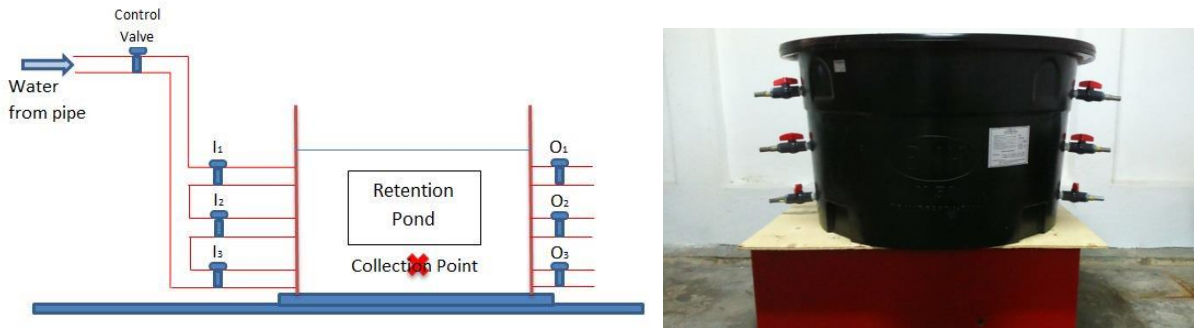 Control
Valve
Water
from pipe
I₁
I₂
I₃
Retention
Pond
Collection Point
O₁
O₂
O₃